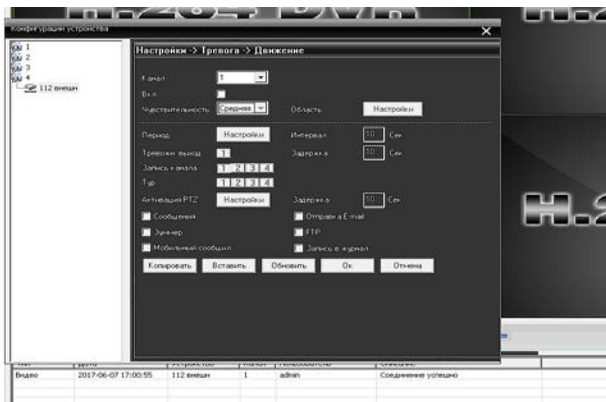 H.264 DVR
Конфигурации устройства
1
2
3
4
112 внешн
Настройки -> Тревога -> Движение
Канал 1
Вкл
Чувствительность Средняя Область Настройки
Период Настройки Интервал 10 Сек
Тревожн выход 1 Задержка 10 Сек
Запись канала 1 2 3 4
Тур 1 2 3 4
Активация PTZ Настройки Задержка 10 Сек
Сообщения Отправка E-mail
Зуммер FTP
Мобильный сообщил Запись в журнал
Копировать Вставить Обновить Ок Отмена
H.2
Видео 2017-06-07 17:00:55 112 внешн 1 admin Соединение успешно